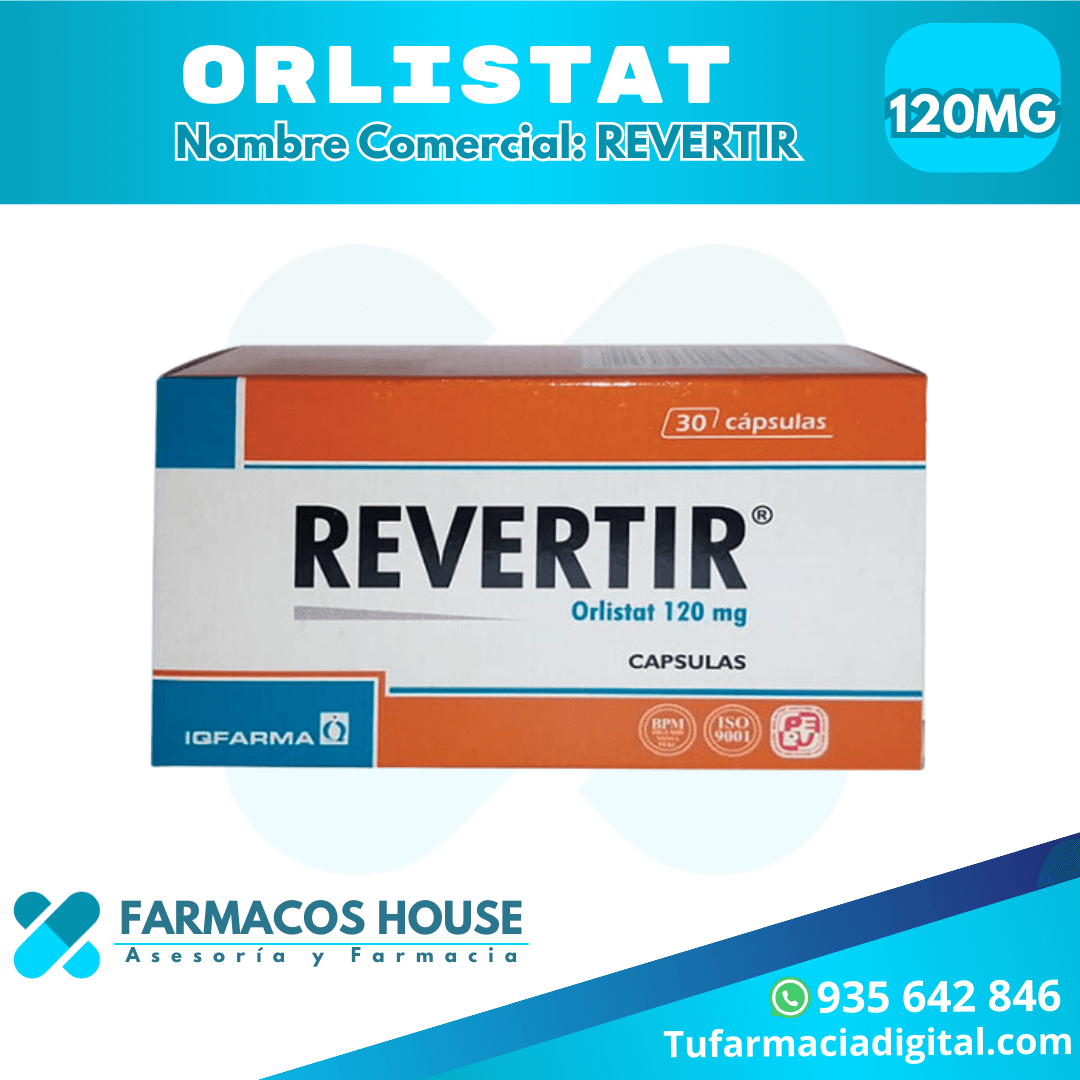 ORLISTAT
Nombre Comercial: REVERTIR
120MG
30 cápsulas
REVERTIR®
Orlistat 120 mg
CAPSULAS
IQFARMA
BPM
ISO
9001
FARMACOS HOUSE
Asesoría y Farmacia
935 642 846
Tufarmaciadigital.com